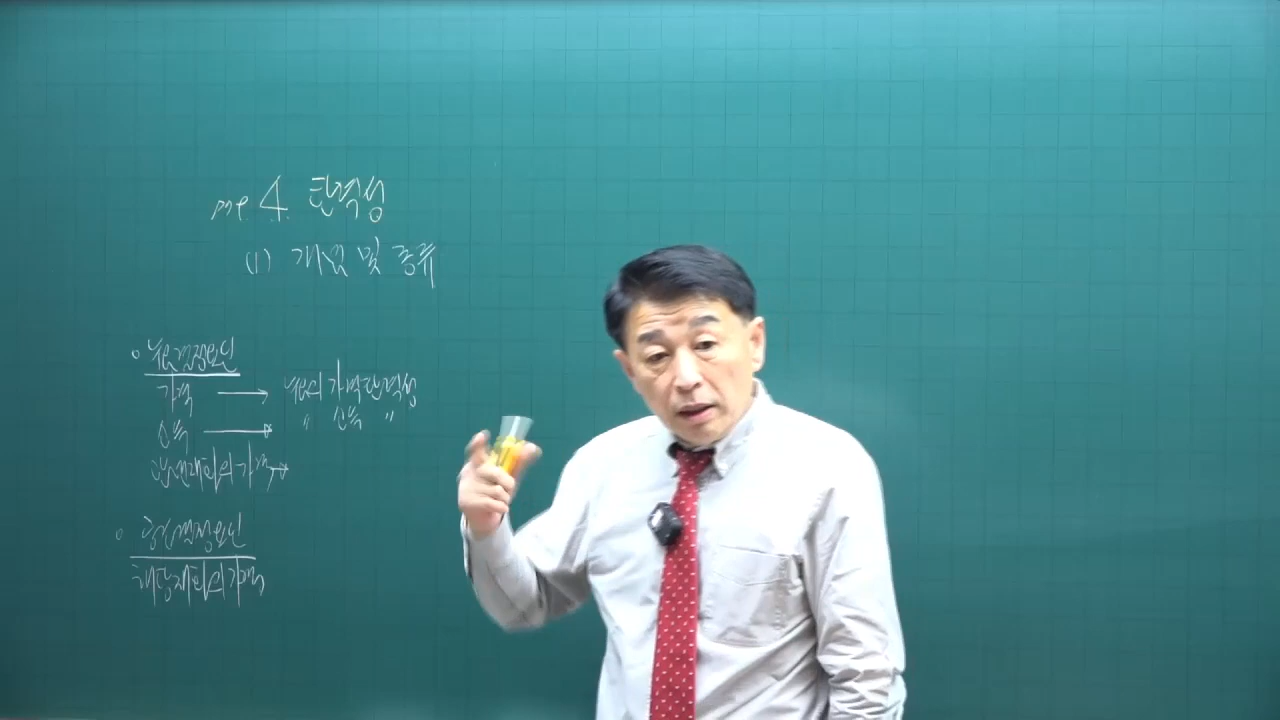 4. 탄력성
(1) 개념 및 종류
○ 수요결정요인
가격 → 수요의 가격탄력성
소득 → 〃 소득 〃
관련재화의 가격 →
○ 공급결정요인
해당재화의 가격